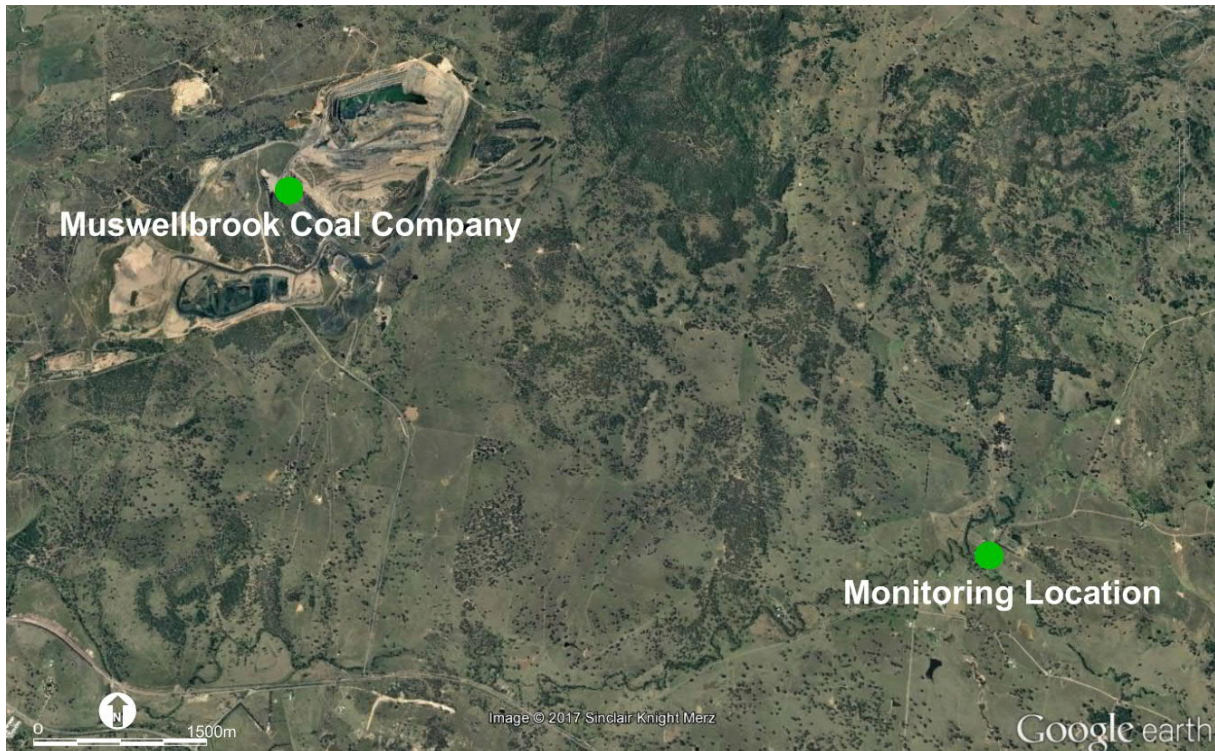 Muswellbrook Coal Company
Monitoring Location
N
0
1500m
Image © 2017 Sinclair Knight Merz
Google earth